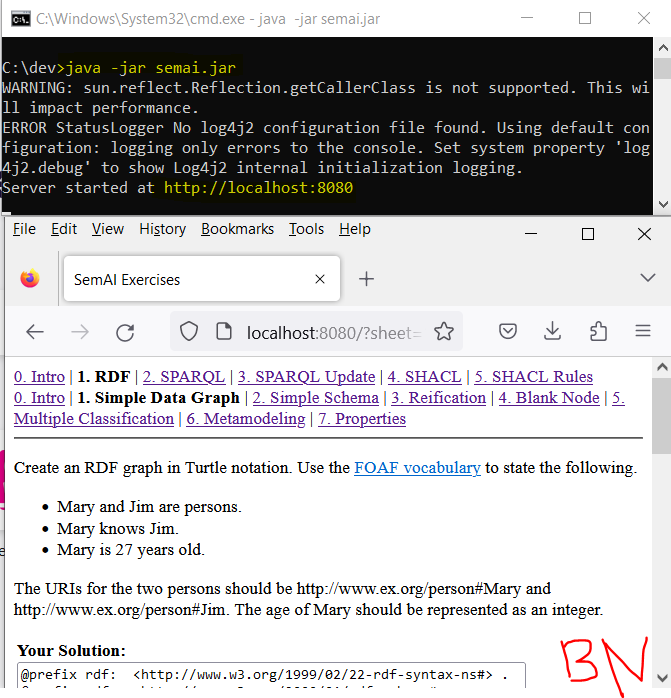 C:\Windows\System32\cmd.exe - java  -jar semai.jar
C:\dev>java -jar semai.jar
WARNING: sun.reflect.Reflection.getCallerClass is not supported. This wi
ll impact performance.
ERROR StatusLogger No log4j2 configuration file found. Using default con
figuration: logging only errors to the console. Set system property 'log
4j2.debug' to show Log4j2 internal initialization logging.
Server started at http://localhost:8080
File Edit View History Bookmarks Tools Help
SemAI Exercises
localhost:8080/?sheet=
0. Intro | 1. RDF | 2. SPARQL | 3. SPARQL Update | 4. SHACL | 5. SHACL Rules
0. Intro | 1. Simple Data Graph | 2. Simple Schema | 3. Reification | 4. Blank Node | 5.
Multiple Classification | 6. Metamodeling | 7. Properties
Create an RDF graph in Turtle notation. Use the FOAF vocabulary to state the following.
• Mary and Jim are persons.
• Mary knows Jim.
• Mary is 27 years old.
The URIs for the two persons should be http://www.ex.org/person#Mary and
http://www.ex.org/person#Jim. The age of Mary should be represented as an integer.
Your Solution:
@prefix rdf:  <http://www.w3.org/1999/02/22-rdf-syntax-ns#> .
BN